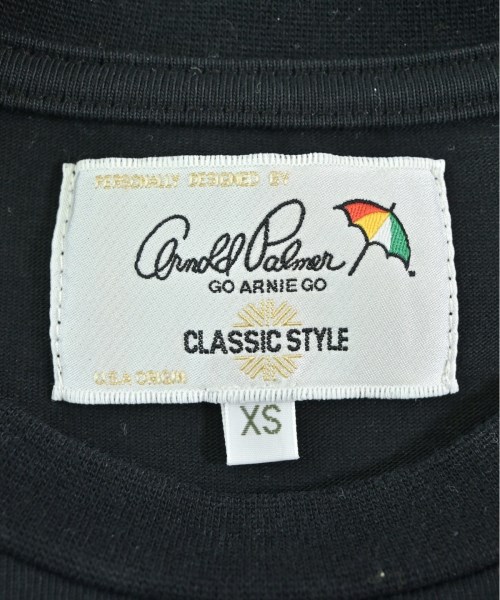 PERSONALLY DESIGNED BY
Arnold Palmer
GO ARNIE GO
CLASSIC STYLE
U.S.A ORIGIN
XS